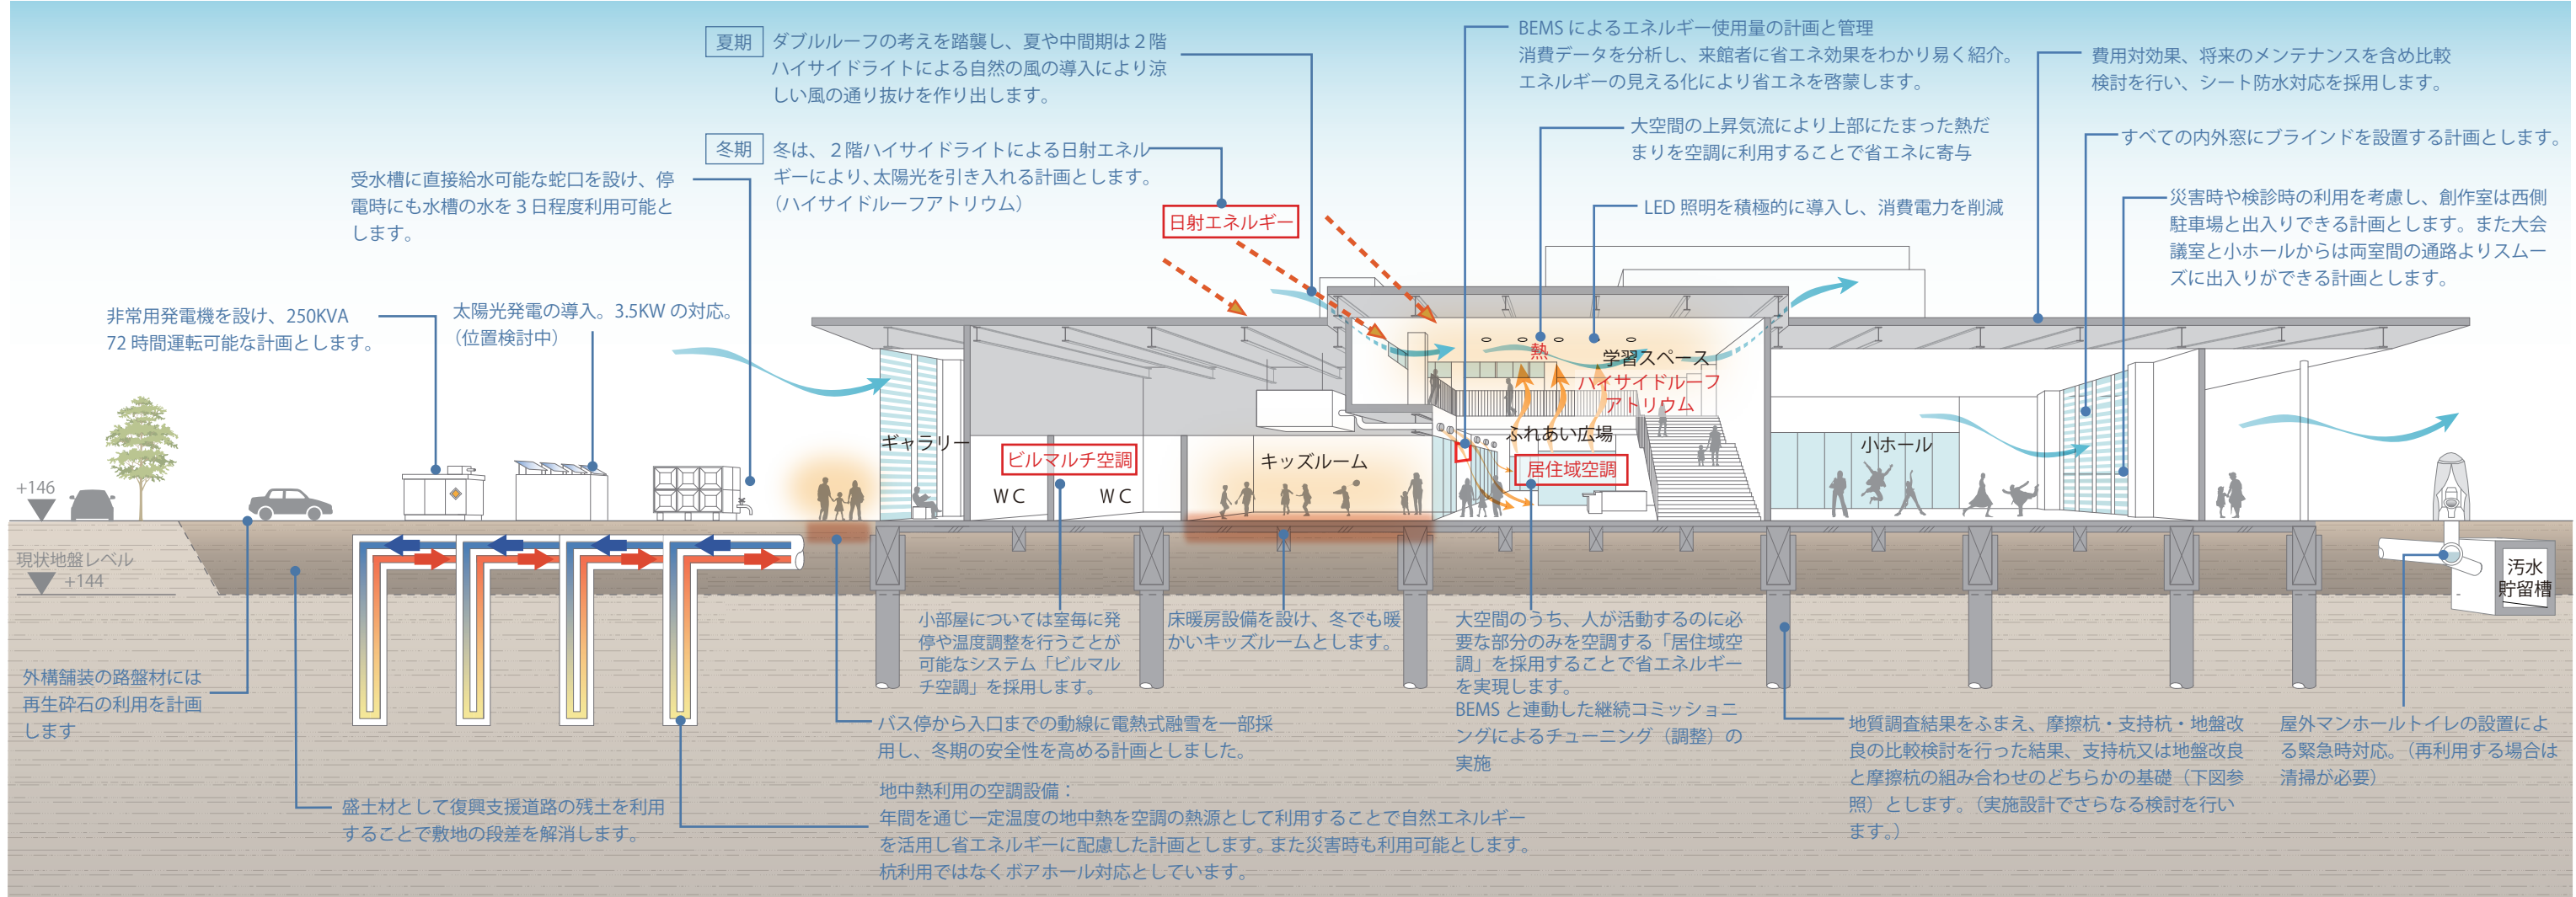 夏期
ダブルルーフの考えを踏襲し、夏や中間期は２階
ハイサイドライトによる自然の風の導入により涼
しい風の通り抜けを作り出します。
冬期
冬は、２階ハイサイドライトによる日射エネル
ギーにより、太陽光を引き入れる計画とします。
（ハイサイドルーフアトリウム）
日射エネルギー
BEMS によるエネルギー使用量の計画と管理
消費データを分析し、来館者に省エネ効果をわかり易く紹介。
エネルギーの見える化により省エネを啓蒙します。
大空間の上昇気流により上部にたまった熱だ
まりを空調に利用することで省エネに寄与
LED 照明を積極的に導入し、消費電力を削減
費用対効果、将来のメンテナンスを含め比較
検討を行い、シート防水対応を採用します。
すべての内外窓にブラインドを設置する計画とします。
災害時や検診時の利用を考慮し、創作室は西側
駐車場と出入りできる計画とします。また大会
議室と小ホールからは両室間の通路よりスムー
ズに出入りができる計画とします。
受水槽に直接給水可能な蛇口を設け、停
電時にも水槽の水を３日程度利用可能と
します。
非常用発電機を設け、250KVA
72 時間運転可能な計画とします。
太陽光発電の導入。3.5KW の対応。
（位置検討中）
熱
学習スペース
ハイサイドルーフ
アトリウム
ギャラリー
ビルマルチ空調
ＷＣ
ＷＣ
キッズルーム
ふれあい広場
居住域空調
小ホール
+146
現状地盤レベル
+144
汚水
貯留槽
外構舗装の路盤材には
再生砕石の利用を計画
します
盛土材として復興支援道路の残土を利用
することで敷地の段差を解消します。
小部屋については室毎に発
停や温度調整を行うことが
可能なシステム「ビルマル
チ空調」を採用します。
床暖房設備を設け、冬でも暖
かいキッズルームとします。
大空間のうち、人が活動するのに必
要な部分のみを空調する「居住域空
調」を採用することで省エネルギー
を実現します。
BEMS と連動した継続コミッショニ
ングによるチューニング（調整）の
実施
バス停から入口までの動線に電熱式融雪を一部採
用し、冬期の安全性を高める計画としました。
地中熱利用の空調設備：
年間を通じ一定温度の地中熱を空調の熱源として利用することで自然エネルギー
を活用し省エネルギーに配慮した計画とします。また災害時も利用可能とします。
杭利用ではなくボアホール対応としています。
地質調査結果をふまえ、摩擦杭・支持杭・地盤改
良の比較検討を行った結果、支持杭又は地盤改良
と摩擦杭の組み合わせのどちらかの基礎（下図参
照）とします。（実施設計でさらなる検討を行い
ます。）
屋外マンホールトイレの設置によ
る緊急時対応。（再利用する場合は
清掃が必要）